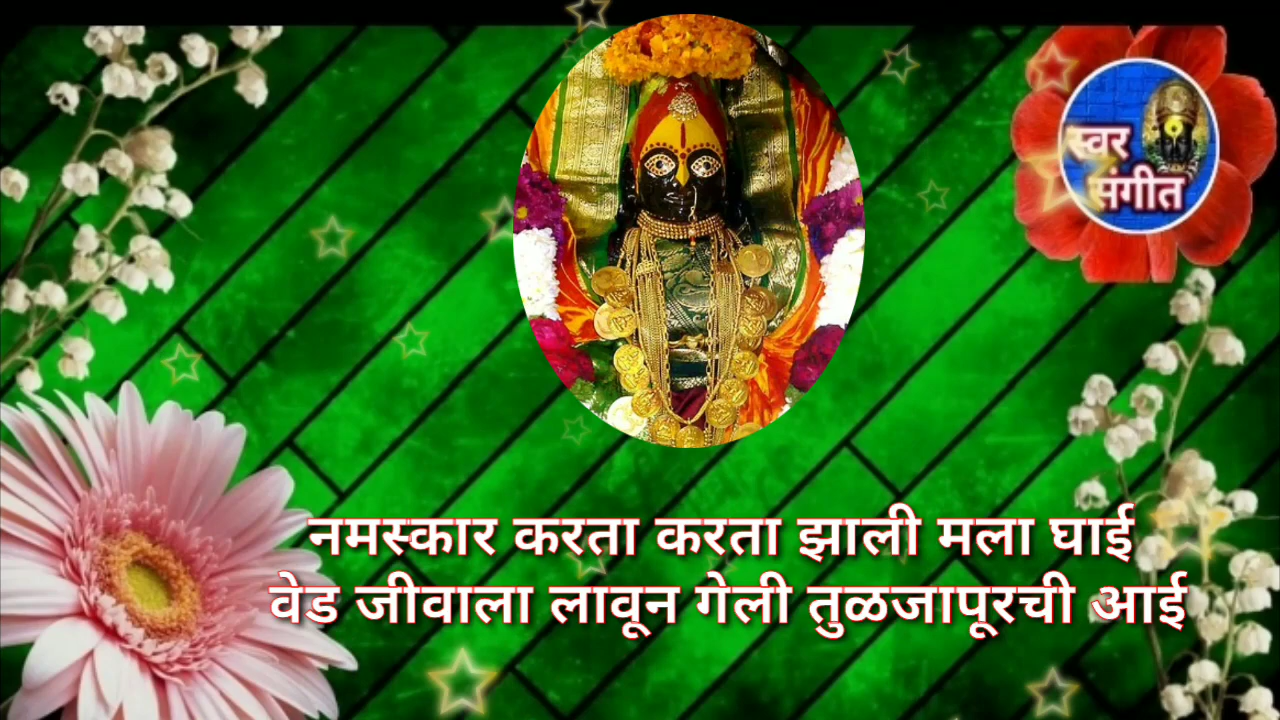 स्वर
संगीत
नमस्कार करता करता झाली मला घाई
वेड जीवाला लावून गेली तुळजापूरची आई